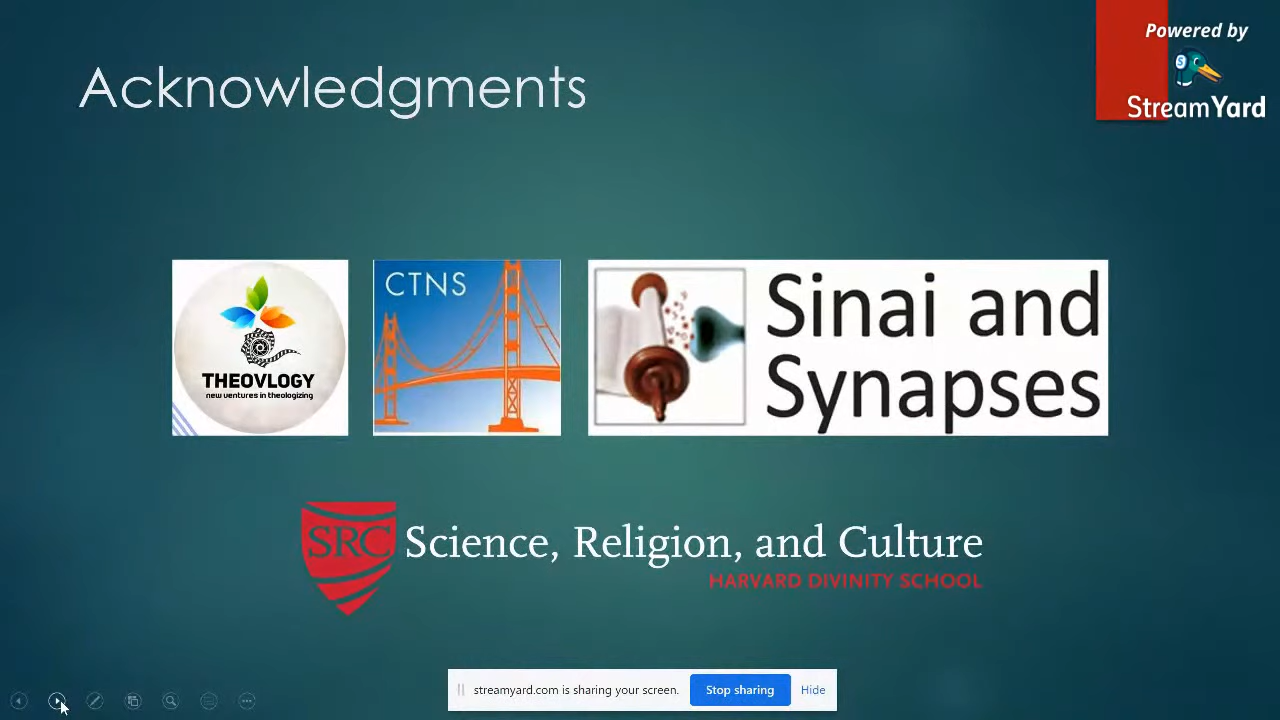 Powered by
StreamYard
Acknowledgments
THEOVLOGY
new ventures in theologizing
CTNS
Sinai and
Synapses
SRC
Science, Religion, and Culture
HARVARD DIVINITY SCHOOL
streamyard.com is sharing your screen.
Stop sharing
Hide